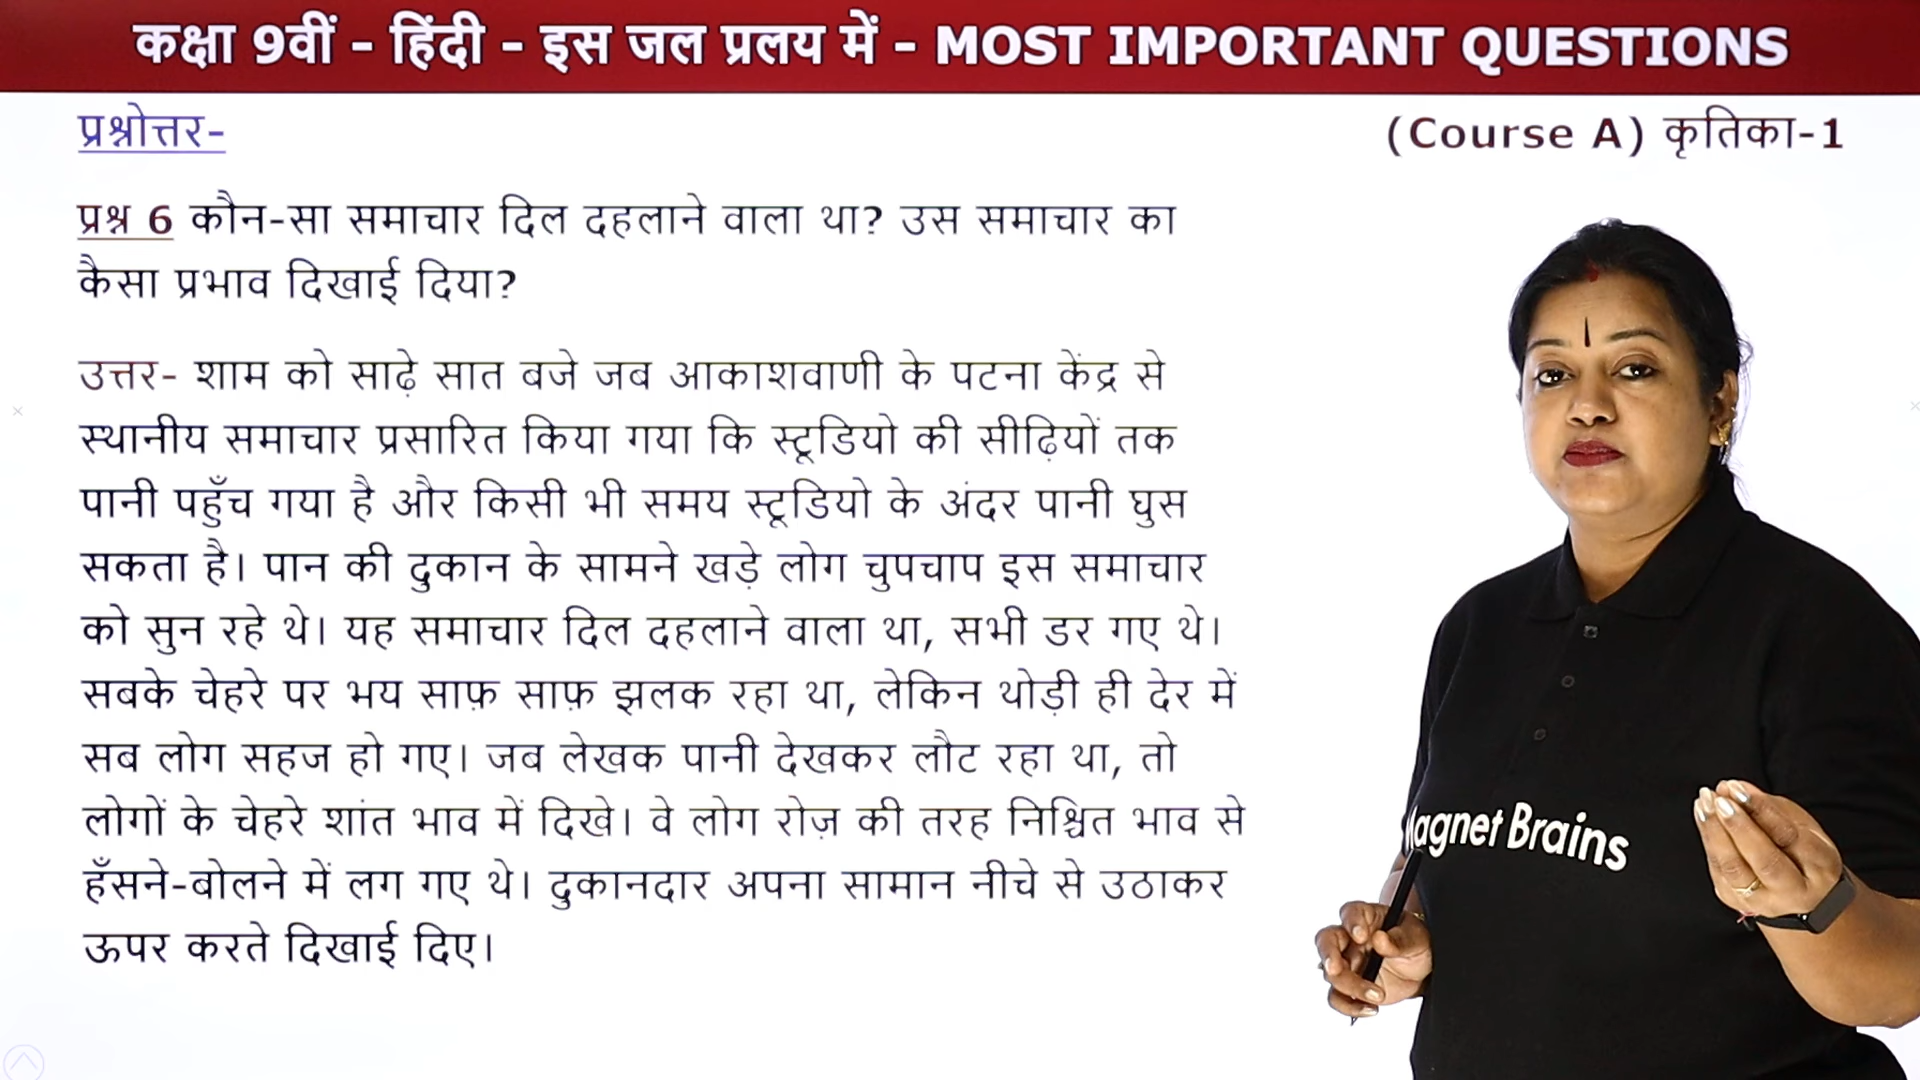 कक्षा 9वीं - हिंदी - इस जल प्रलय में - MOST IMPORTANT QUESTIONS
प्रश्नोत्तर-
(Course A) कृतिका-1
प्रश्न 6 कौन-सा समाचार दिल दहलाने वाला था? उस समाचार का
कैसा प्रभाव दिखाई दिया?
उत्तर- शाम को साढ़े सात बजे जब आकाशवाणी के पटना केंद्र से
स्थानीय समाचार प्रसारित किया गया कि स्टूडियो की सीढ़ियों तक
पानी पहुँच गया है और किसी भी समय स्टूडियो के अंदर पानी घुस
सकता है। पान की दुकान के सामने खड़े लोग चुपचाप इस समाचार
को सुन रहे थे। यह समाचार दिल दहलाने वाला था, सभी डर गए थे।
सबके चेहरे पर भय साफ़ साफ़ झलक रहा था, लेकिन थोड़ी ही देर में
सब लोग सहज हो गए। जब लेखक पानी देखकर लौट रहा था, तो
लोगों के चेहरे शांत भाव में दिखे। वे लोग रोज़ की तरह निश्चित भाव से
हँसने-बोलने में लग गए थे। दुकानदार अपना सामान नीचे से उठाकर
ऊपर करते दिखाई दिए।
Magnet Brains